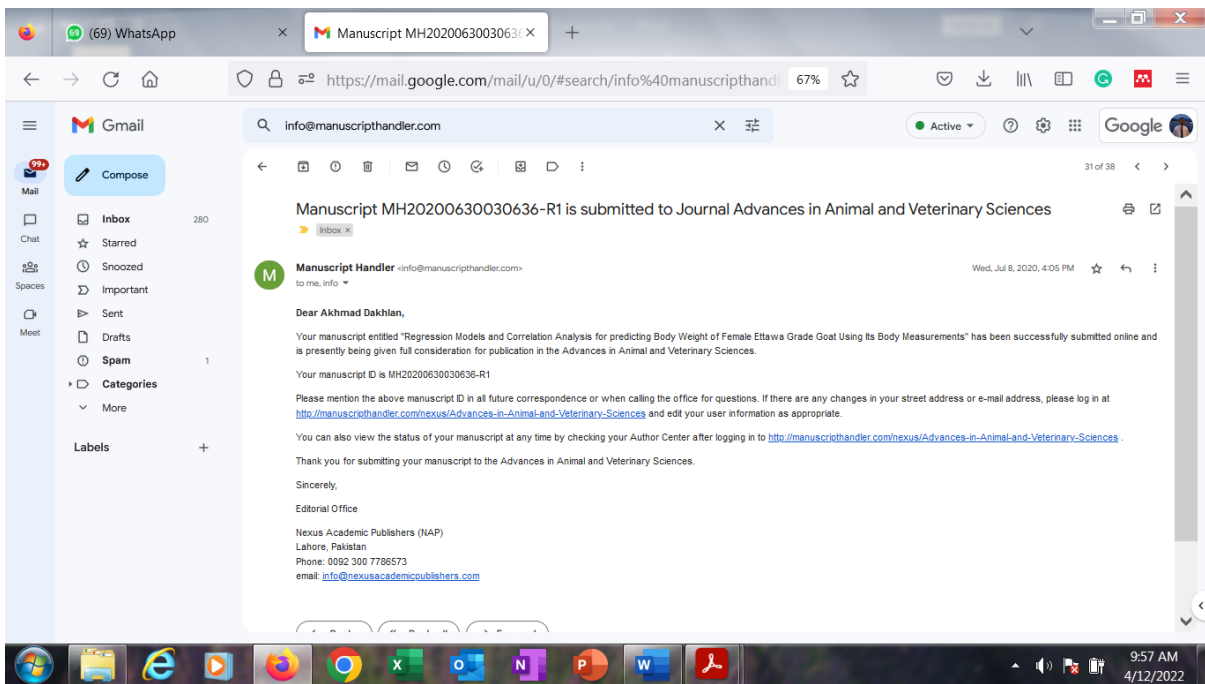 (69) WhatsApp
Manuscript MH20200630030636
https://mail.google.com/mail/u/0/#search/info%40manuscripthandl
67%
Gmail
info@manuscripthandler.com
Active
Google
99+
Mail
Chat
Spaces
Meet
Compose
Inbox 280
Starred
Snoozed
Important
Sent
Drafts
Spam 1
Categories
More
Labels
31 of 38
Manuscript MH20200630030636-R1 is submitted to Journal Advances in Animal and Veterinary Sciences
Inbox x
M
Manuscript Handler <info@manuscripthandler.com>
Wed, Jul 8, 2020, 4:05 PM
to me, info
Dear Akhmad Dakhlan,
Your manuscript entitled "Regression Models and Correlation Analysis for predicting Body Weight of Female Ettawa Grade Goat Using Its Body Measurements" has been successfully submitted online and
is presently being given full consideration for publication in the Advances in Animal and Veterinary Sciences.
Your manuscript ID is MH20200630030636-R1
Please mention the above manuscript ID in all future correspondence or when calling the office for questions. If there are any changes in your street address or e-mail address, please log in at
http://manuscripthandler.com/nexus/Advances-in-Animal-and-Veterinary-Sciences and edit your user information as appropriate.
You can also view the status of your manuscript at any time by checking your Author Center after logging in to http://manuscripthandler.com/nexus/Advances-in-Animal-and-Veterinary-Sciences .
Thank you for submitting your manuscript to the Advances in Animal and Veterinary Sciences.
Sincerely,
Editorial Office
Nexus Academic Publishers (NAP)
Lahore, Pakistan
Phone: 0092 300 7786573
email: info@nexusacademicpublishers.com
9:57 AM
4/12/2022